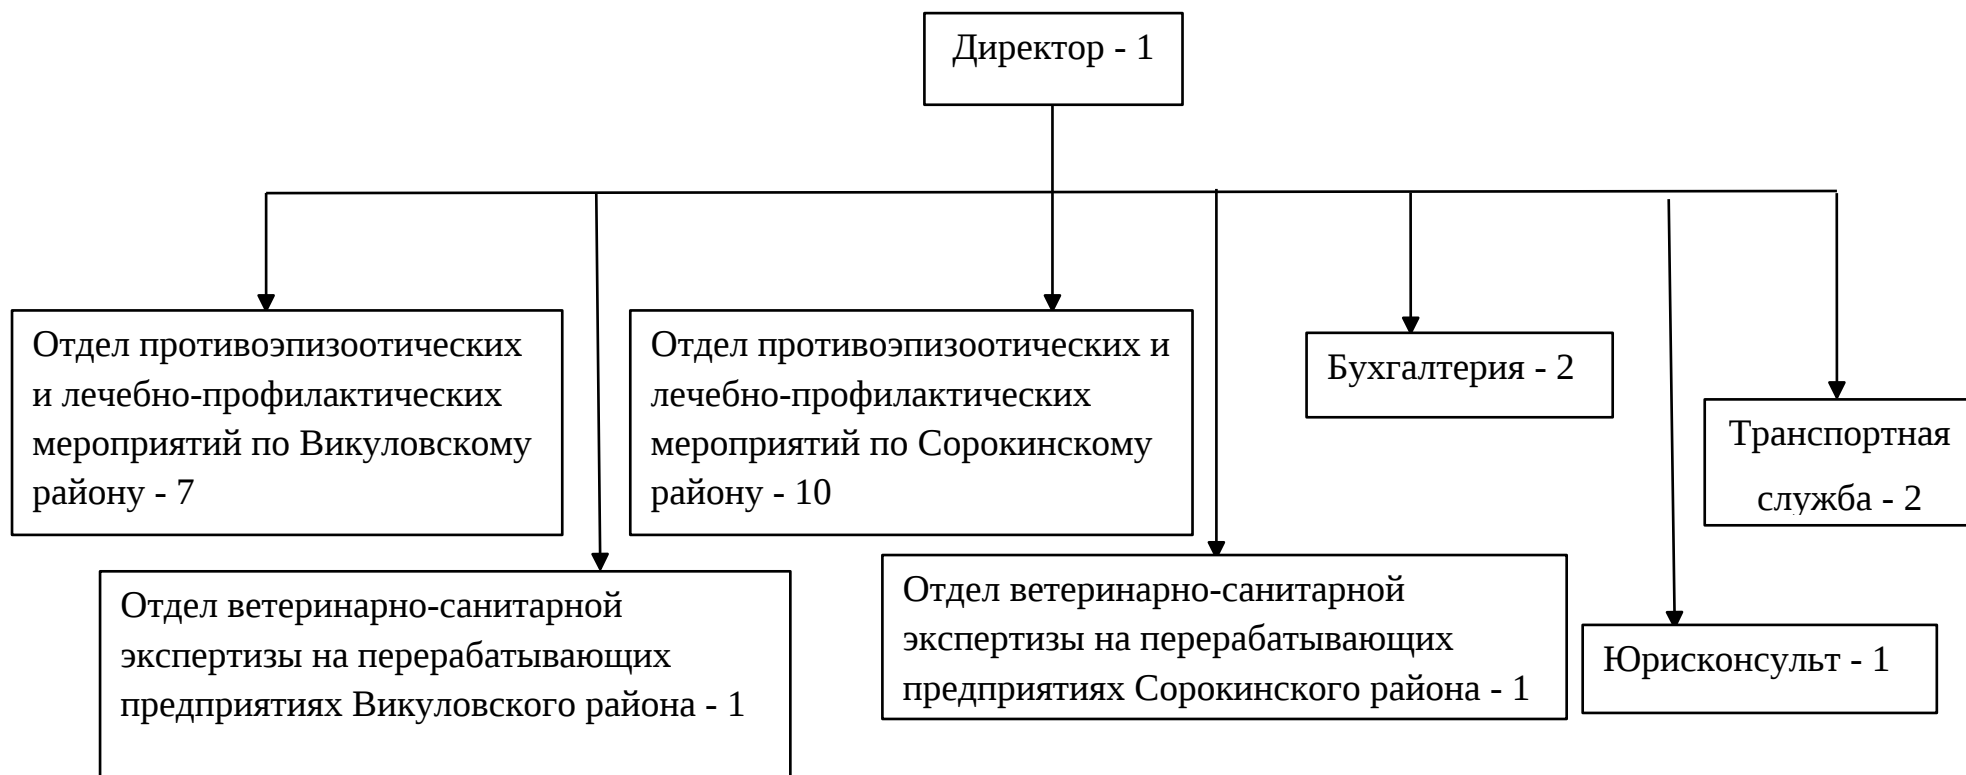 Директор - 1
Отдел противоэпизоотических
и лечебно-профилактических
мероприятий по Викуловскому
району - 7
Отдел противоэпизоотических и
лечебно-профилактических
мероприятий по Сорокинскому
району - 10
Бухгалтерия - 2
Транспортная
служба - 2
Отдел ветеринарно-санитарной
экспертизы на перерабатывающих
предприятиях Викуловского района - 1
Отдел ветеринарно-санитарной
экспертизы на перерабатывающих
предприятиях Сорокинского района - 1
Юрисконсульт - 1